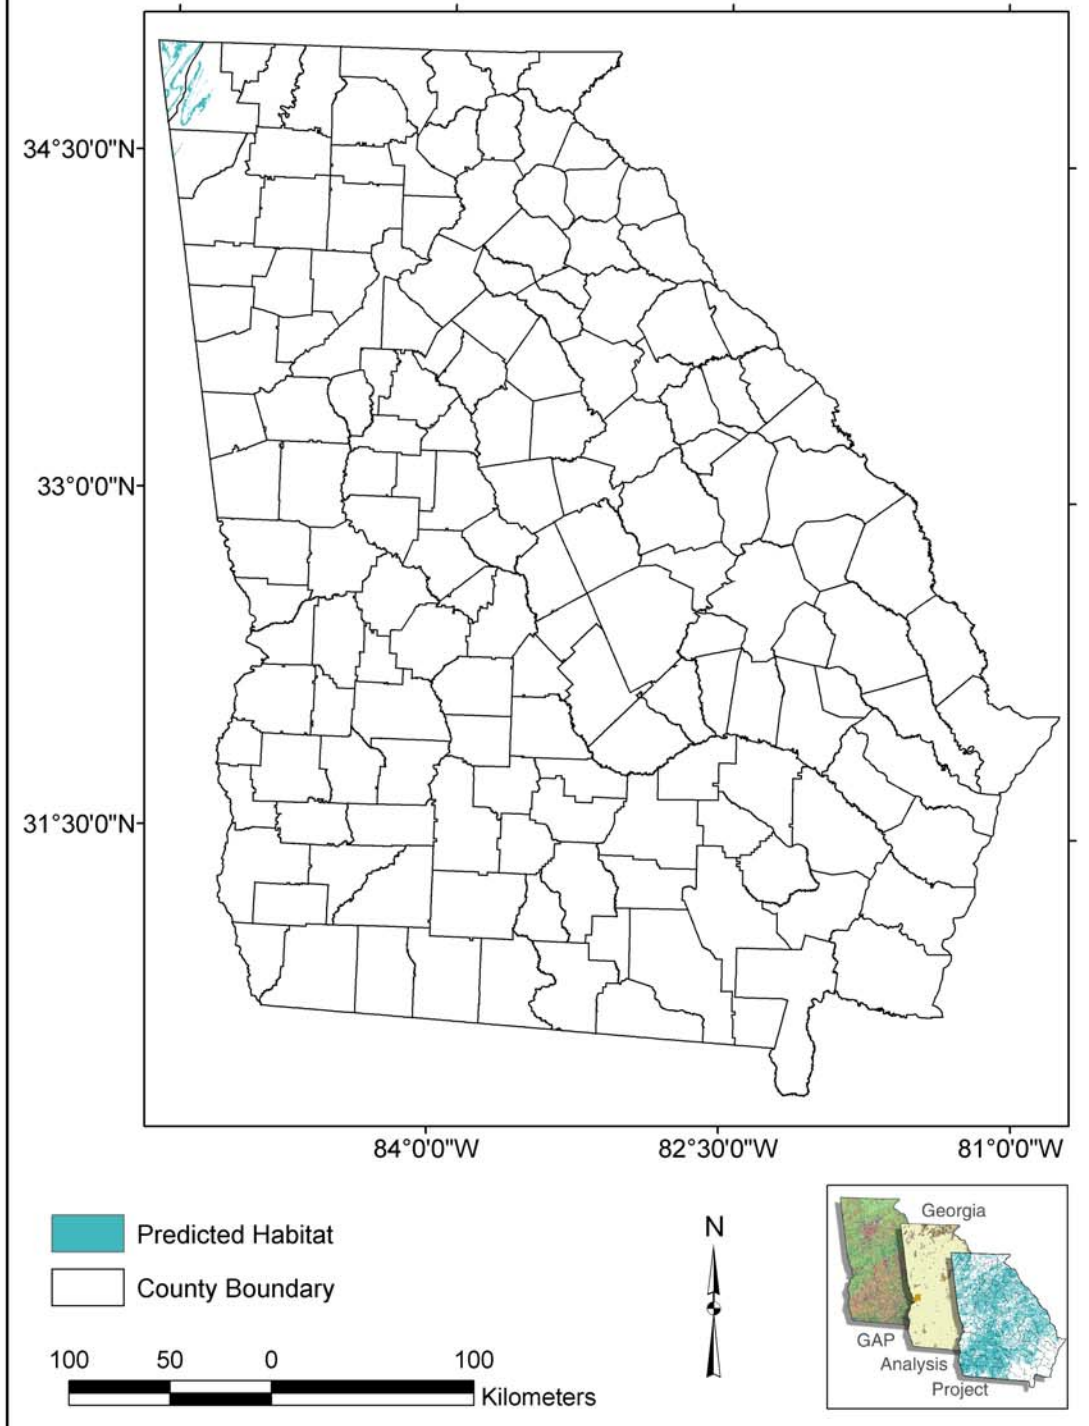 34°30'0"N
33°0'0"N
31°30'0"N
84°0'0"W 82°30'0"W 81°0'0"W
Predicted Habitat
County Boundary
100 50 0 100
Kilometers
N
Georgia
GAP
Analysis
Project